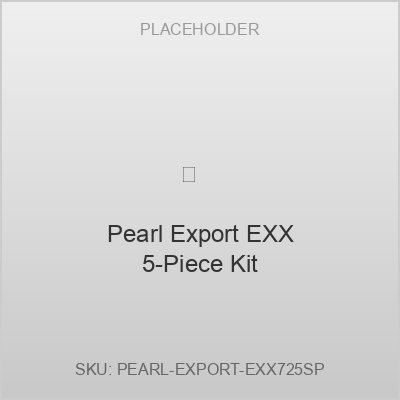 PLACEHOLDER
Pearl Export EXX
5-Piece Kit
SKU: PEARL-EXPORT-EXX725SP